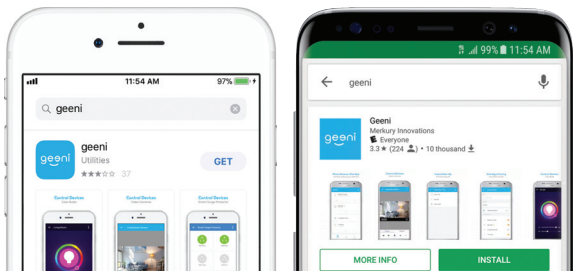 11:54 AM
97%
geeni
geeni
geeni
Utilities
37
GET
Control Devices
Control Devices
Control Devices
99% 11:54 AM
geeni
geeni
Geeni
Merkury Innovations
Everyone
3.3★ (224 ) • 10 thousand
MORE INFO
INSTALL